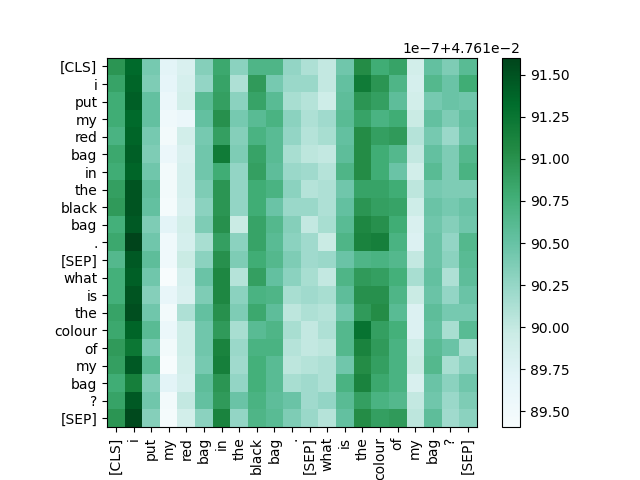 1e-7+4.761e-2
[CLS]
i
put
my
red
bag
in
the
black
bag
.
[SEP]
what
is
the
colour
of
my
bag
?
[SEP]
91.50
91.25
91.00
90.75
90.50
90.25
90.00
89.75
89.50
[CLS]
i
put
my
red
bag
in
the
black
bag
.
[SEP]
what
is
the
colour
of
my
bag
?
[SEP]